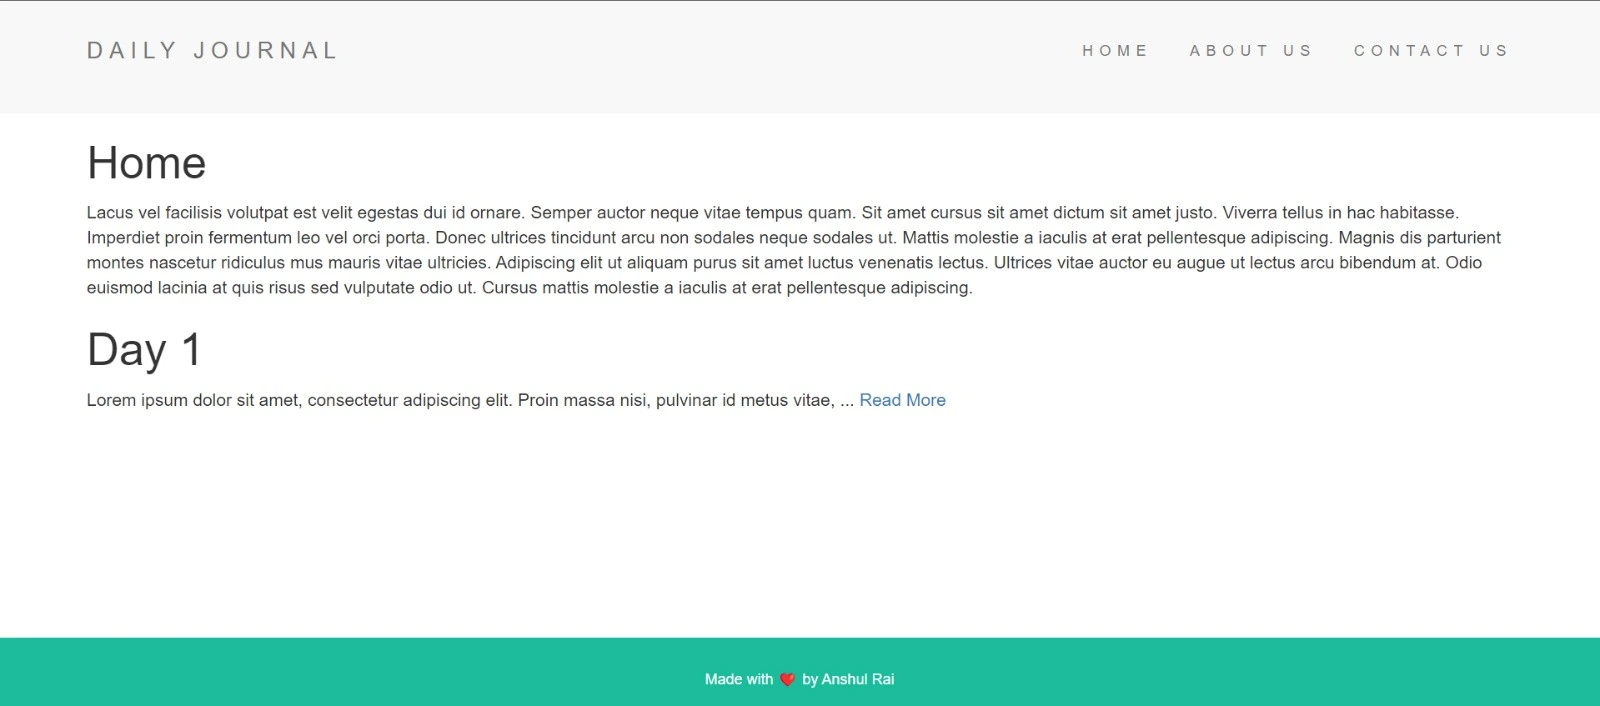 DAILY JOURNAL
HOME ABOUT US CONTACT US
Home
Lacus vel facilisis volutpat est velit egestas dui id ornare. Semper auctor neque vitae tempus quam. Sit amet cursus sit amet dictum sit amet justo. Viverra tellus in hac habitasse.
Imperdiet proin fermentum leo vel orci porta. Donec ultrices tincidunt arcu non sodales neque sodales ut. Mattis molestie a iaculis at erat pellentesque adipiscing. Magnis dis parturient
montes nascetur ridiculus mus mauris vitae ultricies. Adipiscing elit ut aliquam purus sit amet luctus venenatis lectus. Ultrices vitae auctor eu augue ut lectus arcu bibendum at. Odio
euismod lacinia at quis risus sed vulputate odio ut. Cursus mattis molestie a iaculis at erat pellentesque adipiscing.
Day 1
Lorem ipsum dolor sit amet, consectetur adipiscing elit. Proin massa nisi, pulvinar id metus vitae, ... Read More
Made with ❤️ by Anshul Rai